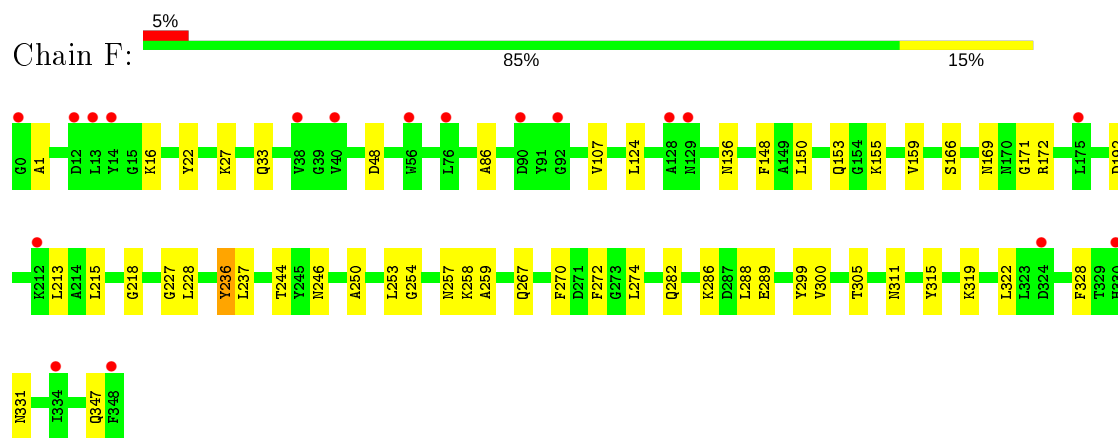 5%
Chain F:
85%
15%
G0 A1 D12 L13 Y14 G15 K16 Y22 K27 Q33 V38 G39 V40 D48 W56 L76 A86 D90 Y91 G92 V107 L124 A128 N129 N136 F148 A149 L150 Q153 G154 K155 V159 S166 N169 N170 G171 R172 L175
K212 L213 A214 L215 G218 G227 L228 Y236 L237 T244 Y245 N246 A250 L253 G254 N257 K258 A259 Q267 F270 D271 F272 G273 L274 Q282 K286 D287 L288 E289 Y299 V300 T305 N311 Y315 K319 L322 L323 D324 F328 T329 H330
N331 I334 Q347 F348